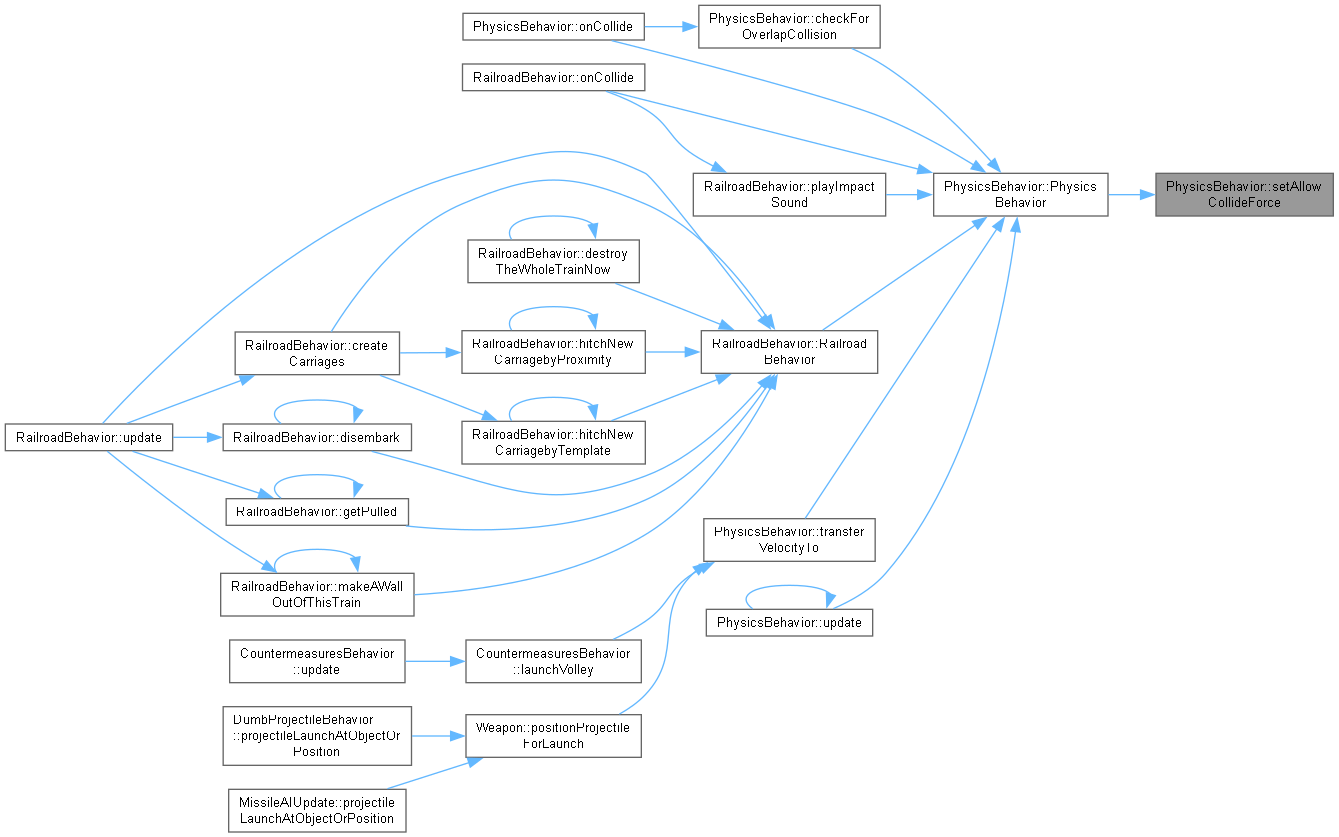 PhysicsBehavior::checkFor
OverlapCollision
PhysicsBehavior::onCollide
RailroadBehavior::onCollide
RailroadBehavior::playImpact
Sound
PhysicsBehavior::Physics
Behavior
PhysicsBehavior::setAllow
CollideForce
RailroadBehavior::destroy
TheWholeTrainNow
RailroadBehavior::create
Carriages
RailroadBehavior::hitchNew
CarriagebyProximity
RailroadBehavior::Railroad
Behavior
RailroadBehavior::update
RailroadBehavior::disembark
RailroadBehavior::hitchNew
CarriagebyTemplate
RailroadBehavior::getPulled
PhysicsBehavior::transfer
VelocityTo
RailroadBehavior::makeAWall
OutOfThisTrain
PhysicsBehavior::update
CountermeasuresBehavior
::update
CountermeasuresBehavior
::launchVolley
DumbProjectileBehavior
::projectileLaunchAtObjectOr
Position
Weapon::positionProjectile
ForLaunch
MissileAIUpdate::projectile
LaunchAtObjectOrPosition